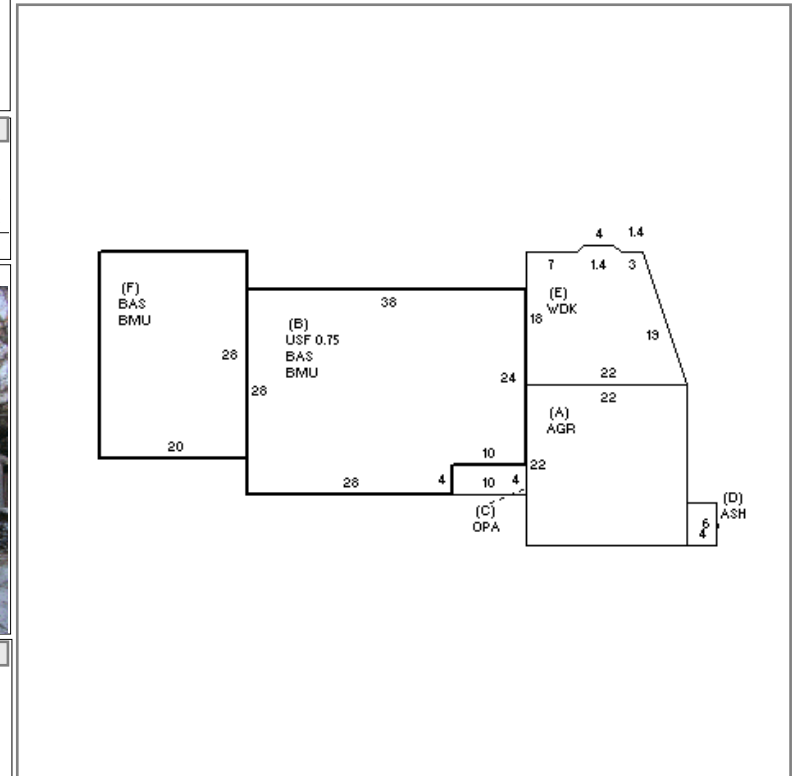 4 1.4
7 1.4 3
(E)
WDK
18
19
22
(F)
BAS
BMU
28
20
38
(B)
USF 0.75
BAS
BMU
28
24
28
10
4
10 4
(C)
OPA
22
(A)
AGR
22
(D)
ASH
6
4